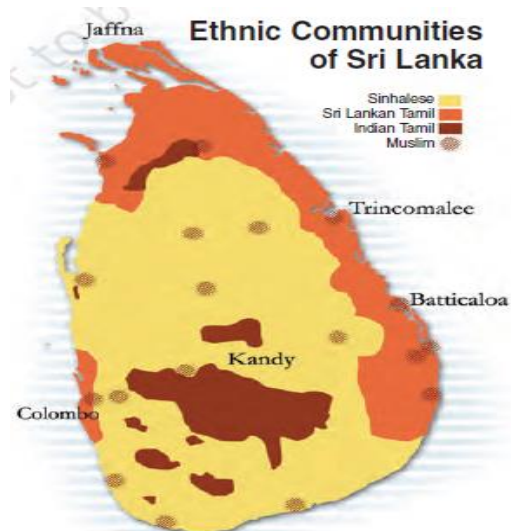 Jaffna
Ethnic Communities
of Sri Lanka
Sinhalese
Sri Lankan Tamil
Indian Tamil
Muslim
Trincomalee
Batticaloa
Kandy
Colombo